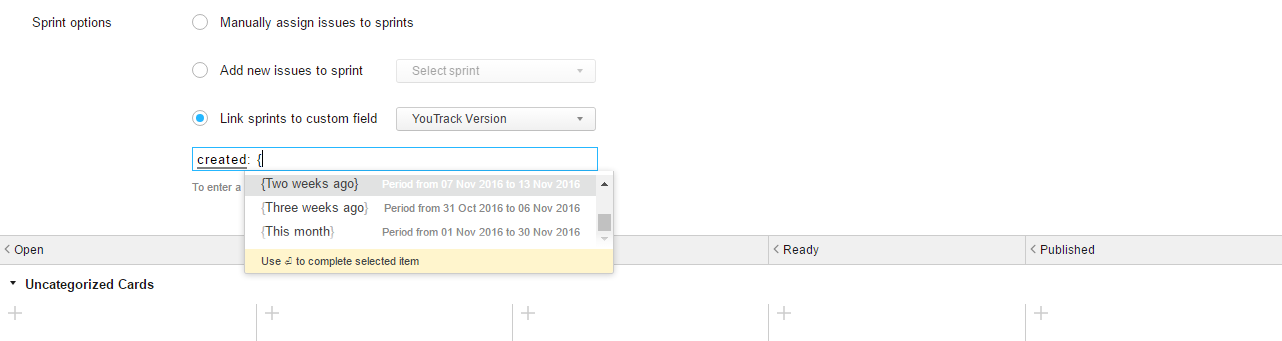 Sprint options
Manually assign issues to sprints
Add new issues to sprint
Select sprint
Link sprints to custom field
YouTrack Version
created: {
To enter a
{Two weeks ago} Period from 07 Nov 2016 to 13 Nov 2016
{Three weeks ago} Period from 31 Oct 2016 to 06 Nov 2016
{This month} Period from 01 Nov 2016 to 30 Nov 2016
Use ⏎ to complete selected item
Open
Ready
Published
Uncategorized Cards